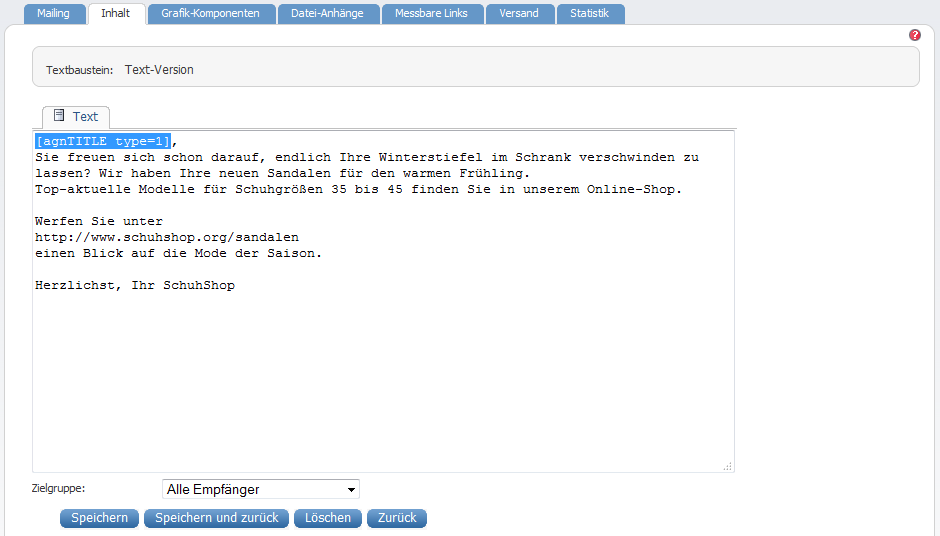 Mailing Inhalt Grafik-Komponenten Datei-Anhänge Messbare Links Versand Statistik
?
Textbaustein: Text-Version
Text
[agnTITLE type=1],
Sie freuen sich schon darauf, endlich Ihre Winterstiefel im Schrank verschwinden zu
lassen? Wir haben Ihre neuen Sandalen für den warmen Frühling.
Top-aktuelle Modelle für Schuhgrößen 35 bis 45 finden Sie in unserem Online-Shop.
Werfen Sie unter
http://www.schuhshop.org/sandalen
einen Blick auf die Mode der Saison.
Herzlichst, Ihr SchuhShop
Zielgruppe: Alle Empfänger
Speichern Speichern und zurück Löschen Zurück